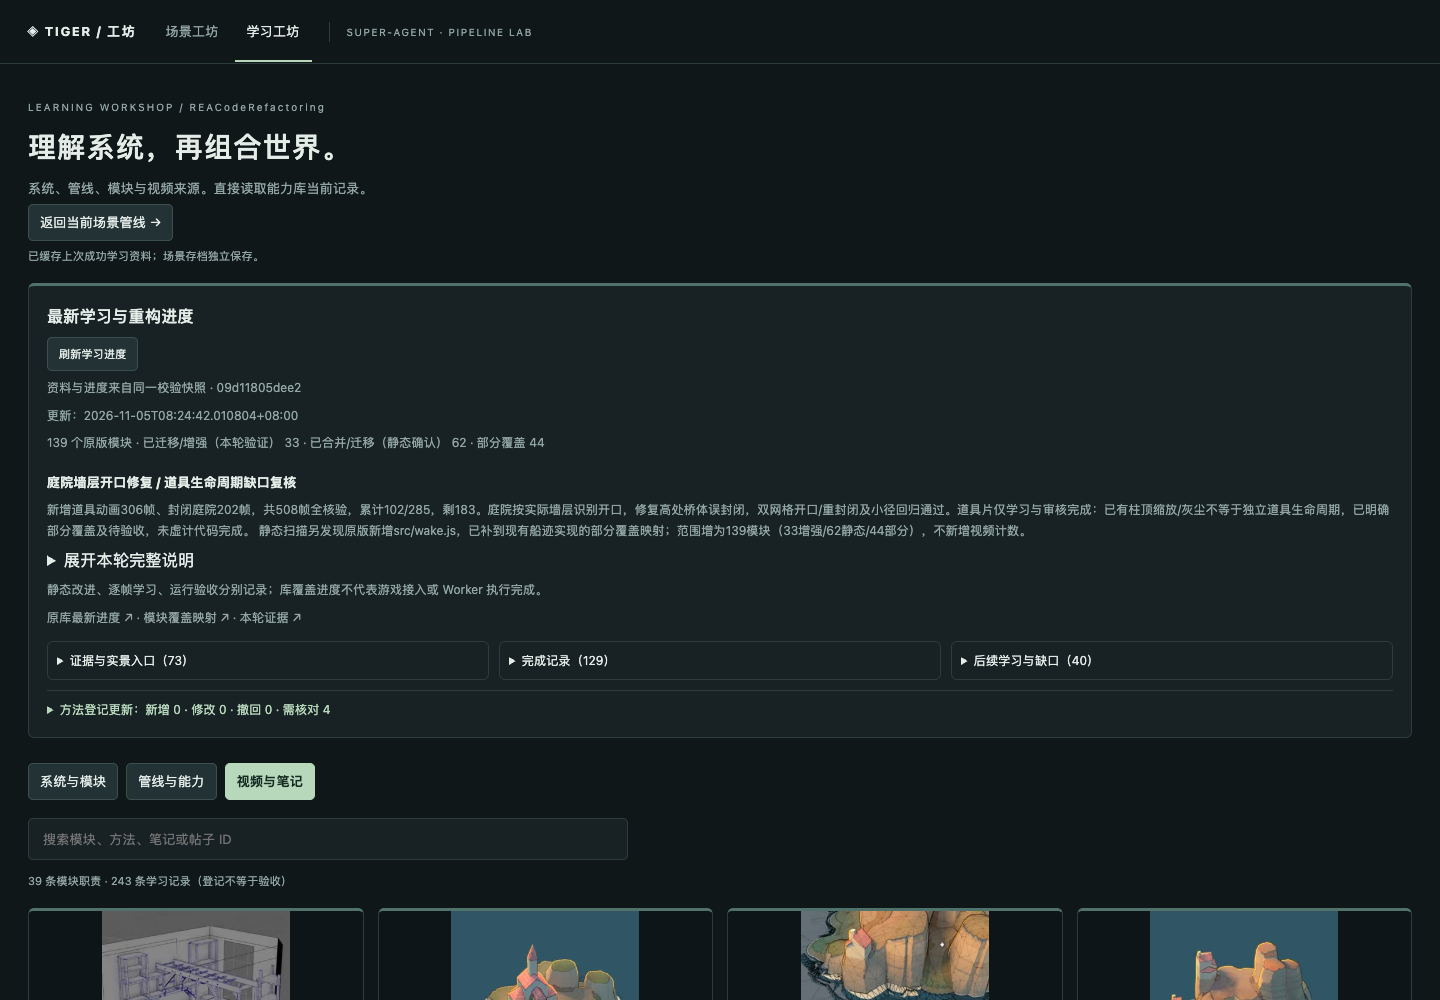 ◈ TIGER / 工坊 场景工坊 学习工坊 SUPER-AGENT · PIPELINE LAB
LEARNING WORKSHOP / REACodeRefactoring
理解系统，再组合世界。
系统、管线、模块与视频来源。直接读取能力库当前记录。
返回当前场景管线 →
已缓存上次成功学习资料；场景存档独立保存。
最新学习与重构进度
刷新学习进度
资料与进度来自同一校验快照 · 09d11805dee2
更新：2026-11-05T08:24:42.010804+08:00
139 个原版模块 · 已迁移/增强（本轮验证） 33 · 已合并/迁移（静态确认） 62 · 部分覆盖 44
庭院墙层开口修复 / 道具生命周期缺口复核
新增道具动画306帧、封闭庭院202帧，共508帧全核验，累计102/285，剩183。庭院按实际墙层识别开口，修复高处桥体误封闭，双网格开口/重封闭及小径回归通过。道具片仅学习与审核完成：已有柱顶缩放/灰尘不等于独立道具生命周期，已明确
部分覆盖及待验收，未虚计代码完成。 静态扫描另发现原版新增src/wake.js，已补到现有船迹实现的部分覆盖映射；范围增为139模块（33增强/62静态/44部分），不新增视频计数。
▶ 展开本轮完整说明
静态改进、逐帧学习、运行验收分别记录；库覆盖进度不代表游戏接入或 Worker 执行完成。
原库最新进度 ↗ · 模块覆盖映射 ↗ · 本轮证据 ↗
▶ 证据与实景入口（73） ▶ 完成记录（129） ▶ 后续学习与缺口（40）
▶ 方法登记更新：新增 0 · 修改 0 · 撤回 0 · 需核对 4
系统与模块 管线与能力 视频与笔记
搜索模块、方法、笔记或帖子 ID
39 条模块职责 · 243 条学习记录（登记不等于验收）